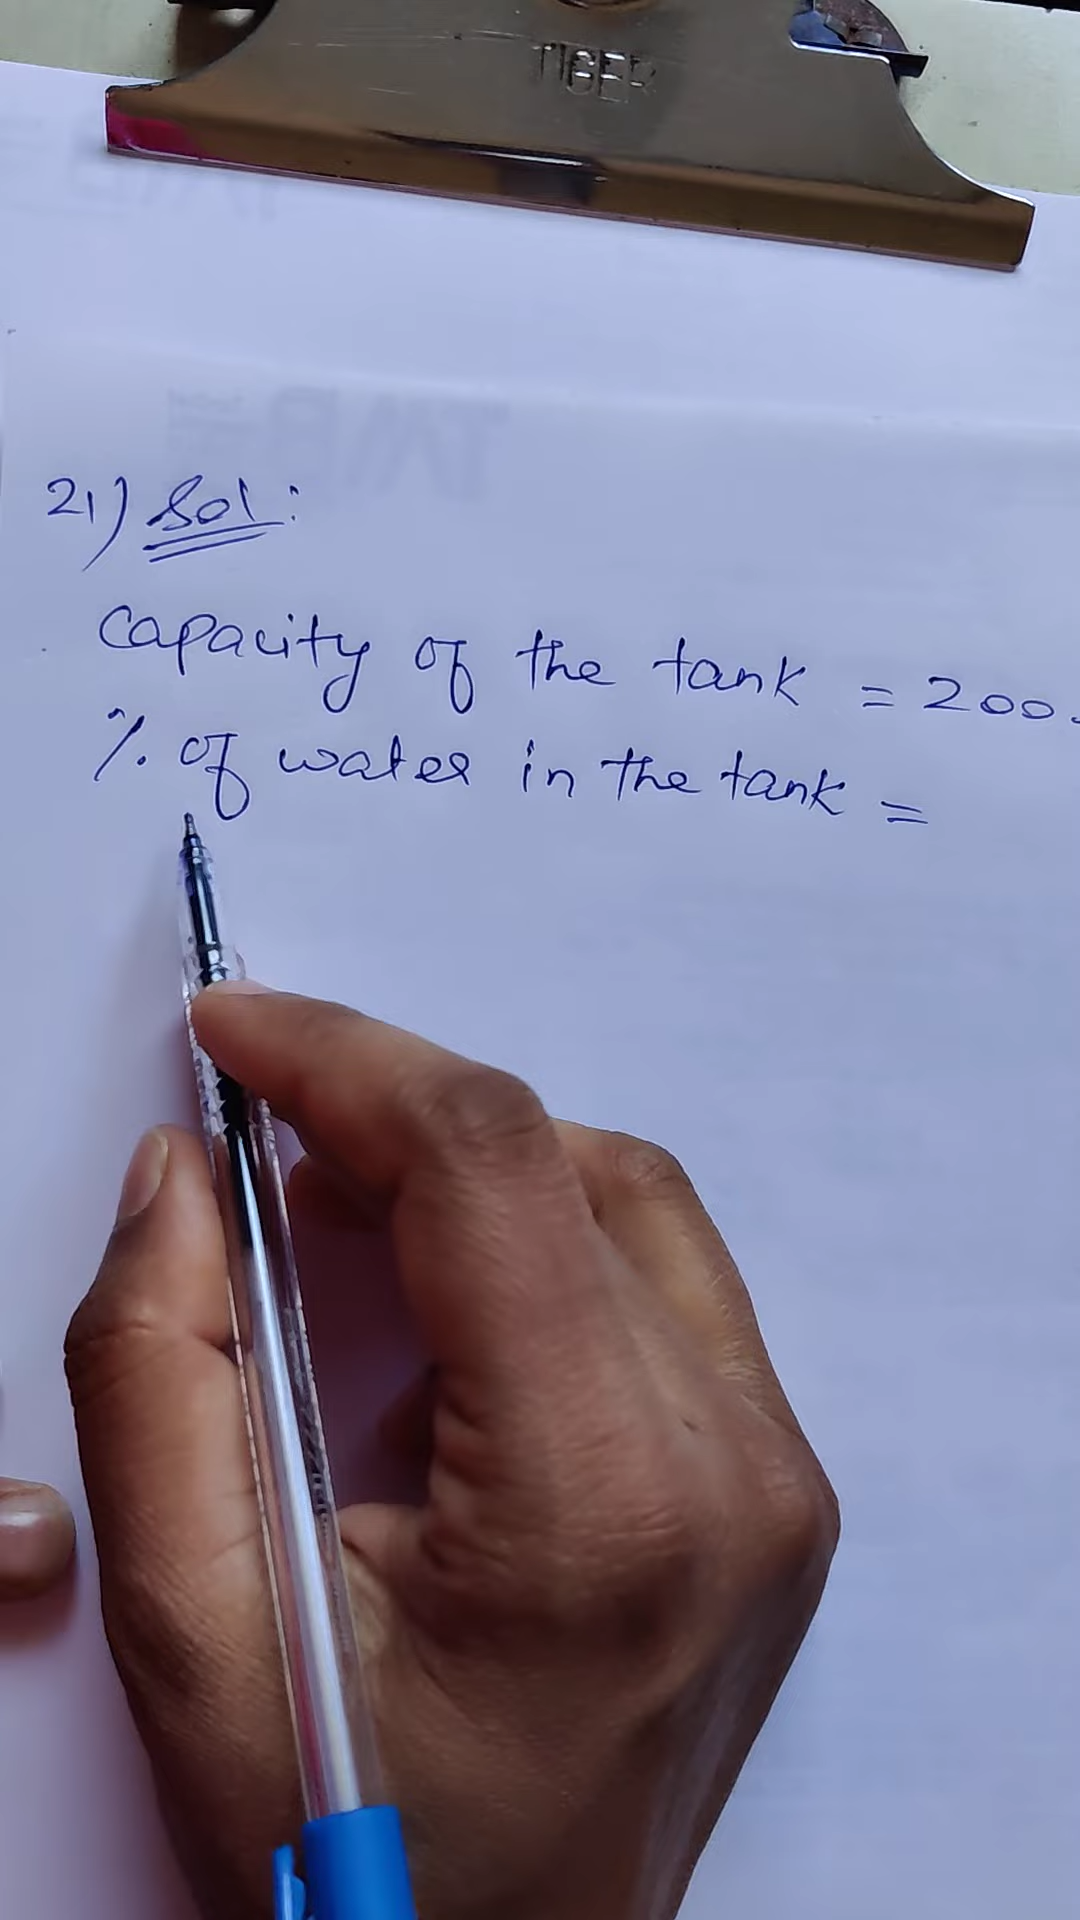 TIGER
21) Sol:
Capacity of the tank = 200
% of water in the tank =